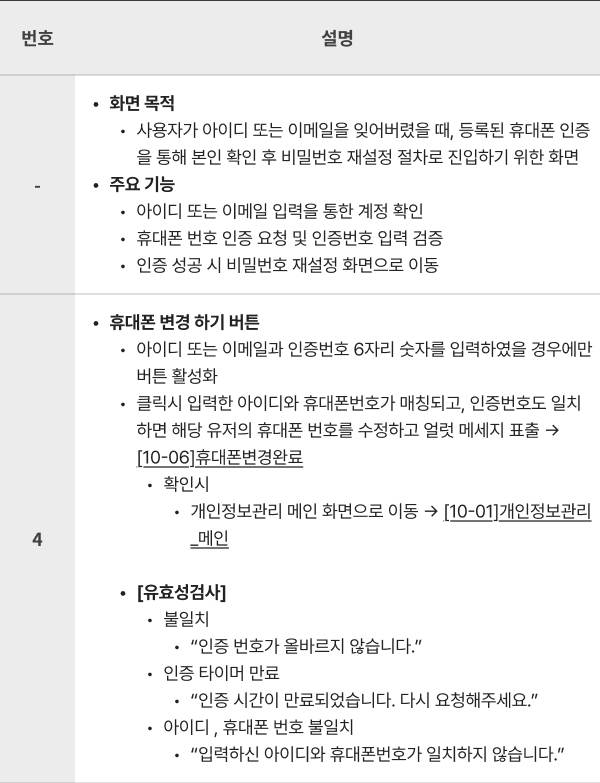 번호 설명
• 화면 목적
• 사용자가 아이디 또는 이메일을 잊어버렸을 때, 등록된 휴대폰 인증
을 통해 본인 확인 후 비밀번호 재설정 절차로 진입하기 위한 화면
-
• 주요 기능
• 아이디 또는 이메일 입력을 통한 계정 확인
• 휴대폰 번호 인증 요청 및 인증번호 입력 검증
• 인증 성공 시 비밀번호 재설정 화면으로 이동
• 휴대폰 변경 하기 버튼
• 아이디 또는 이메일과 인증번호 6자리 숫자를 입력하였을 경우에만
버튼 활성화
• 클릭시 입력한 아이디와 휴대폰번호가 매칭되고, 인증번호도 일치
하면 해당 유저의 휴대폰 번호를 수정하고 얼럿 메세지 표출 →
[10-06]휴대폰변경완료
• 확인시
• 개인정보관리 메인 화면으로 이동 → [10-01]개인정보관리
4
_메인
• [유효성검사]
• 불일치
• “인증 번호가 올바르지 않습니다.”
• 인증 타이머 만료
• “인증 시간이 만료되었습니다. 다시 요청해주세요.”
• 아이디 , 휴대폰 번호 불일치
• “입력하신 아이디와 휴대폰번호가 일치하지 않습니다.”